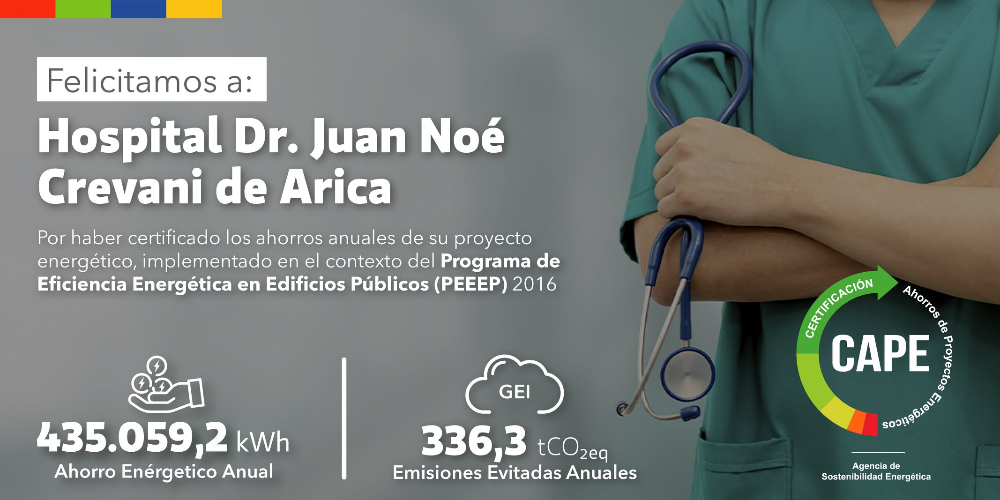 Felicitamos a:
Hospital Dr. Juan Noé
Crevani de Arica
Por haber certificado los ahorros anuales de su proyecto
energético, implementado en el contexto del Programa de
Eficiencia Energética en Edificios Públicos (PEEEP) 2016
435.059,2 kWh
Ahorro Enérgetico Anual
GEI
336,3 tCO₂eq
Emisiones Evitadas Anuales
CERTIFICACIÓN
Ahorros de Proyectos Energéticos
CAPE
Agencia de
Sostenibilidad Energética